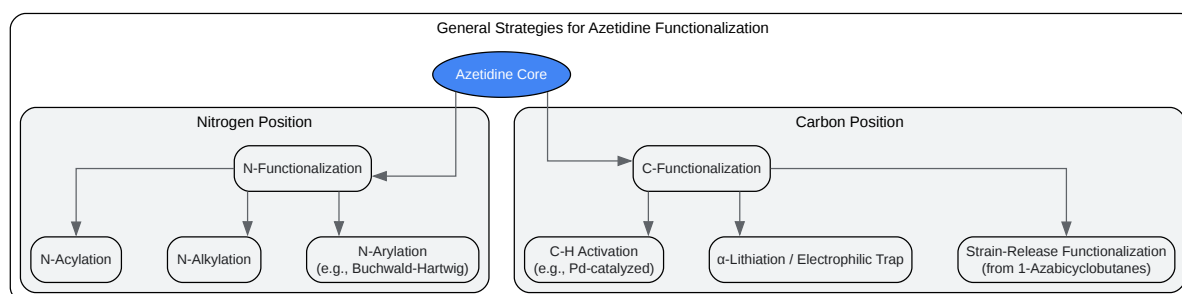 General Strategies for Azetidine Functionalization
Azetidine Core
Nitrogen Position
Carbon Position
N-Functionalization
C-Functionalization
N-Acylation
N-Alkylation
N-Arylation
(e.g., Buchwald-Hartwig)
C-H Activation
(e.g., Pd-catalyzed)
α-Lithiation / Electrophilic Trap
Strain-Release Functionalization
(from 1-Azabicyclobutanes)